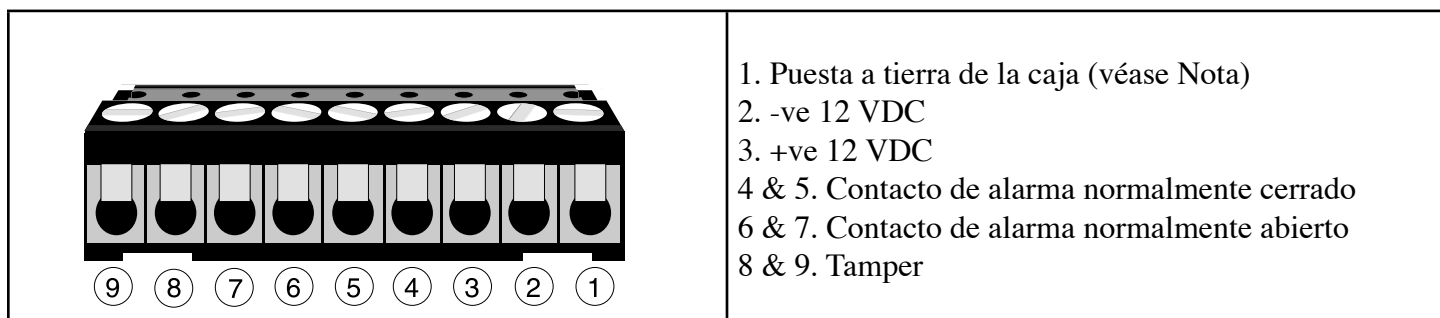 9 8 7 6 5 4 3 2 1
1. Puesta a tierra de la caja (véase Nota)
2. -ve 12 VDC
3. +ve 12 VDC
4 & 5. Contacto de alarma normalmente cerrado
6 & 7. Contacto de alarma normalmente abierto
8 & 9. Tamper